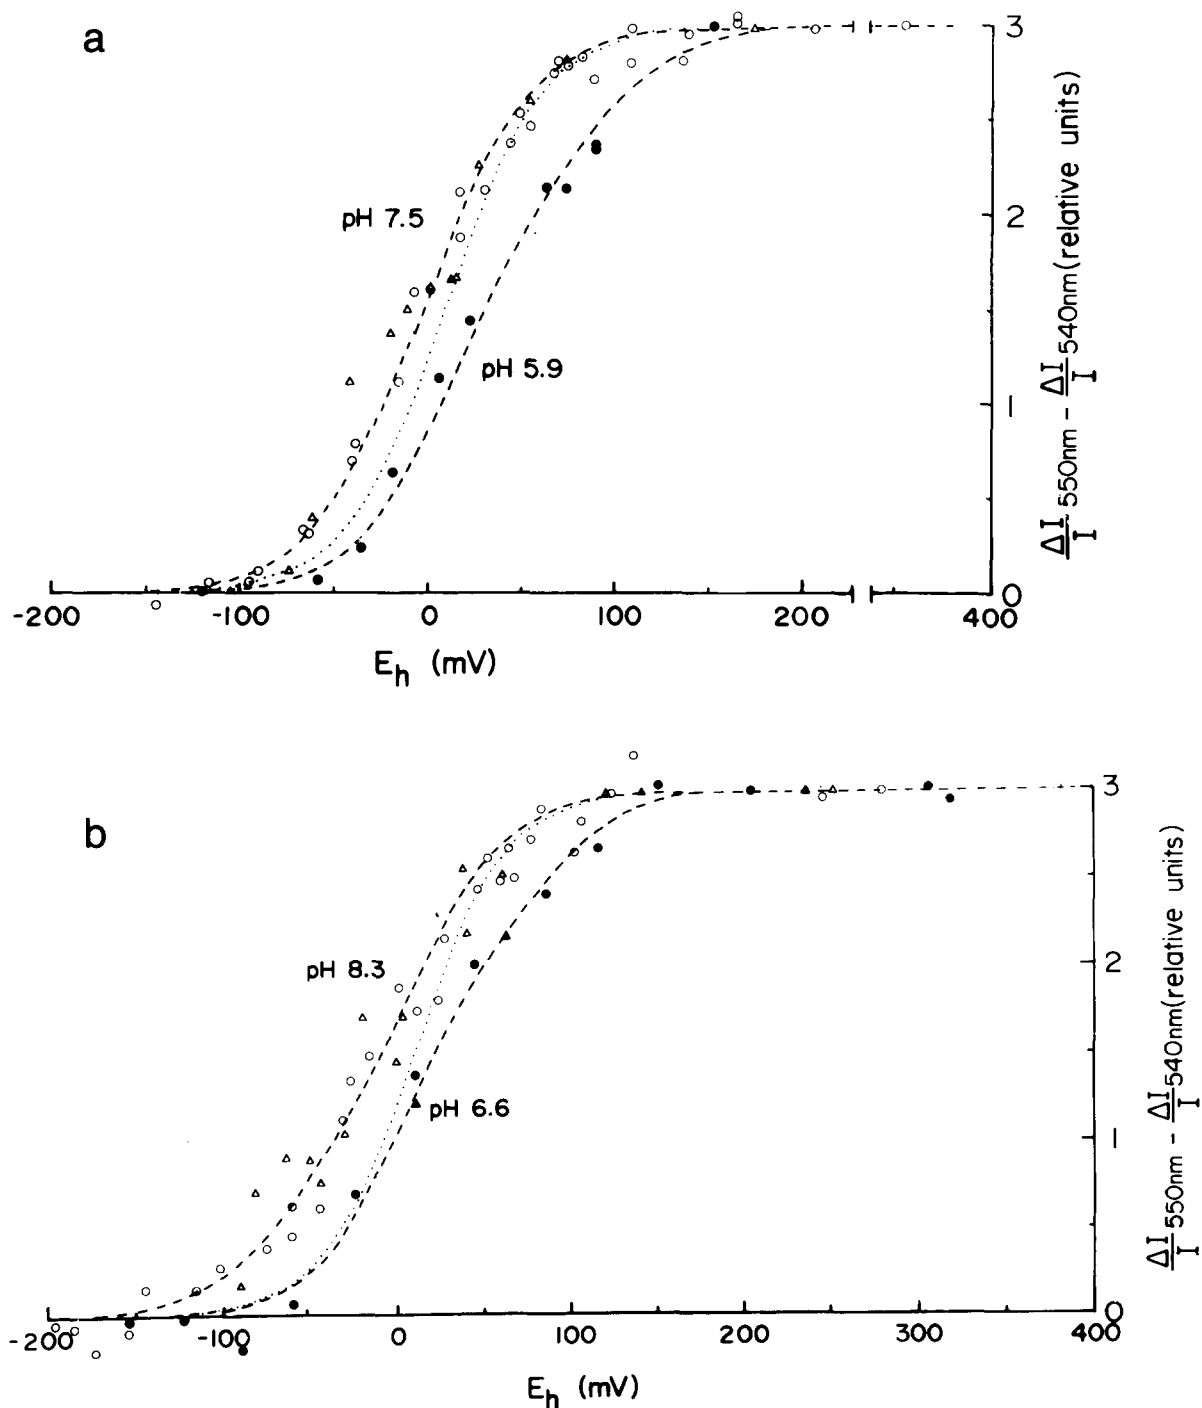 a
3
2
1
0
pH 7.5
pH 5.9
-200
-100
0
100
200
400
E_h (mV)
ΔI/I 550nm - ΔI/I 540nm (relative units)
b
3
2
1
0
pH 8.3
pH 6.6
-200
-100
0
100
200
300
400
E_h (mV)
ΔI/I 550nm - ΔI/I 540nm (relative units)